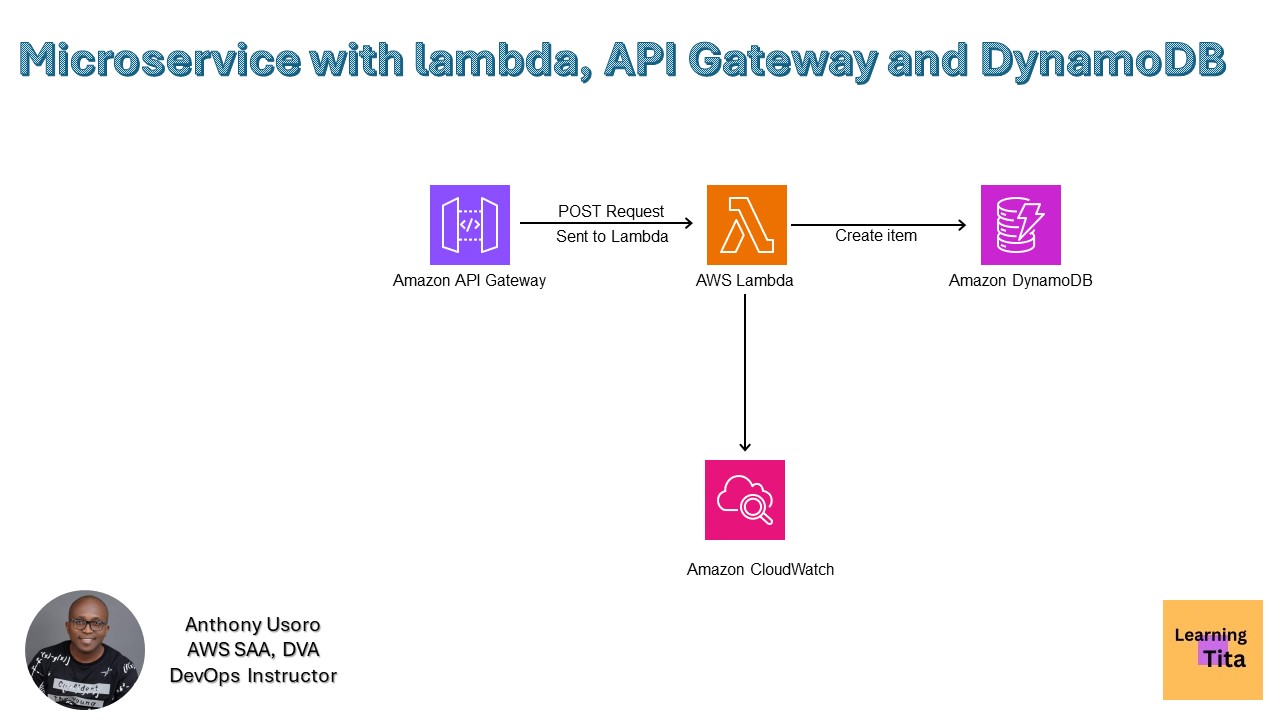 Microservice with lambda, API Gateway and DynamoDB
POST Request
Sent to Lambda
Create item
Amazon API Gateway
AWS Lambda
Amazon DynamoDB
Amazon CloudWatch
Anthony Usoro
AWS SAA, DVA
DevOps Instructor
Learning
Tita